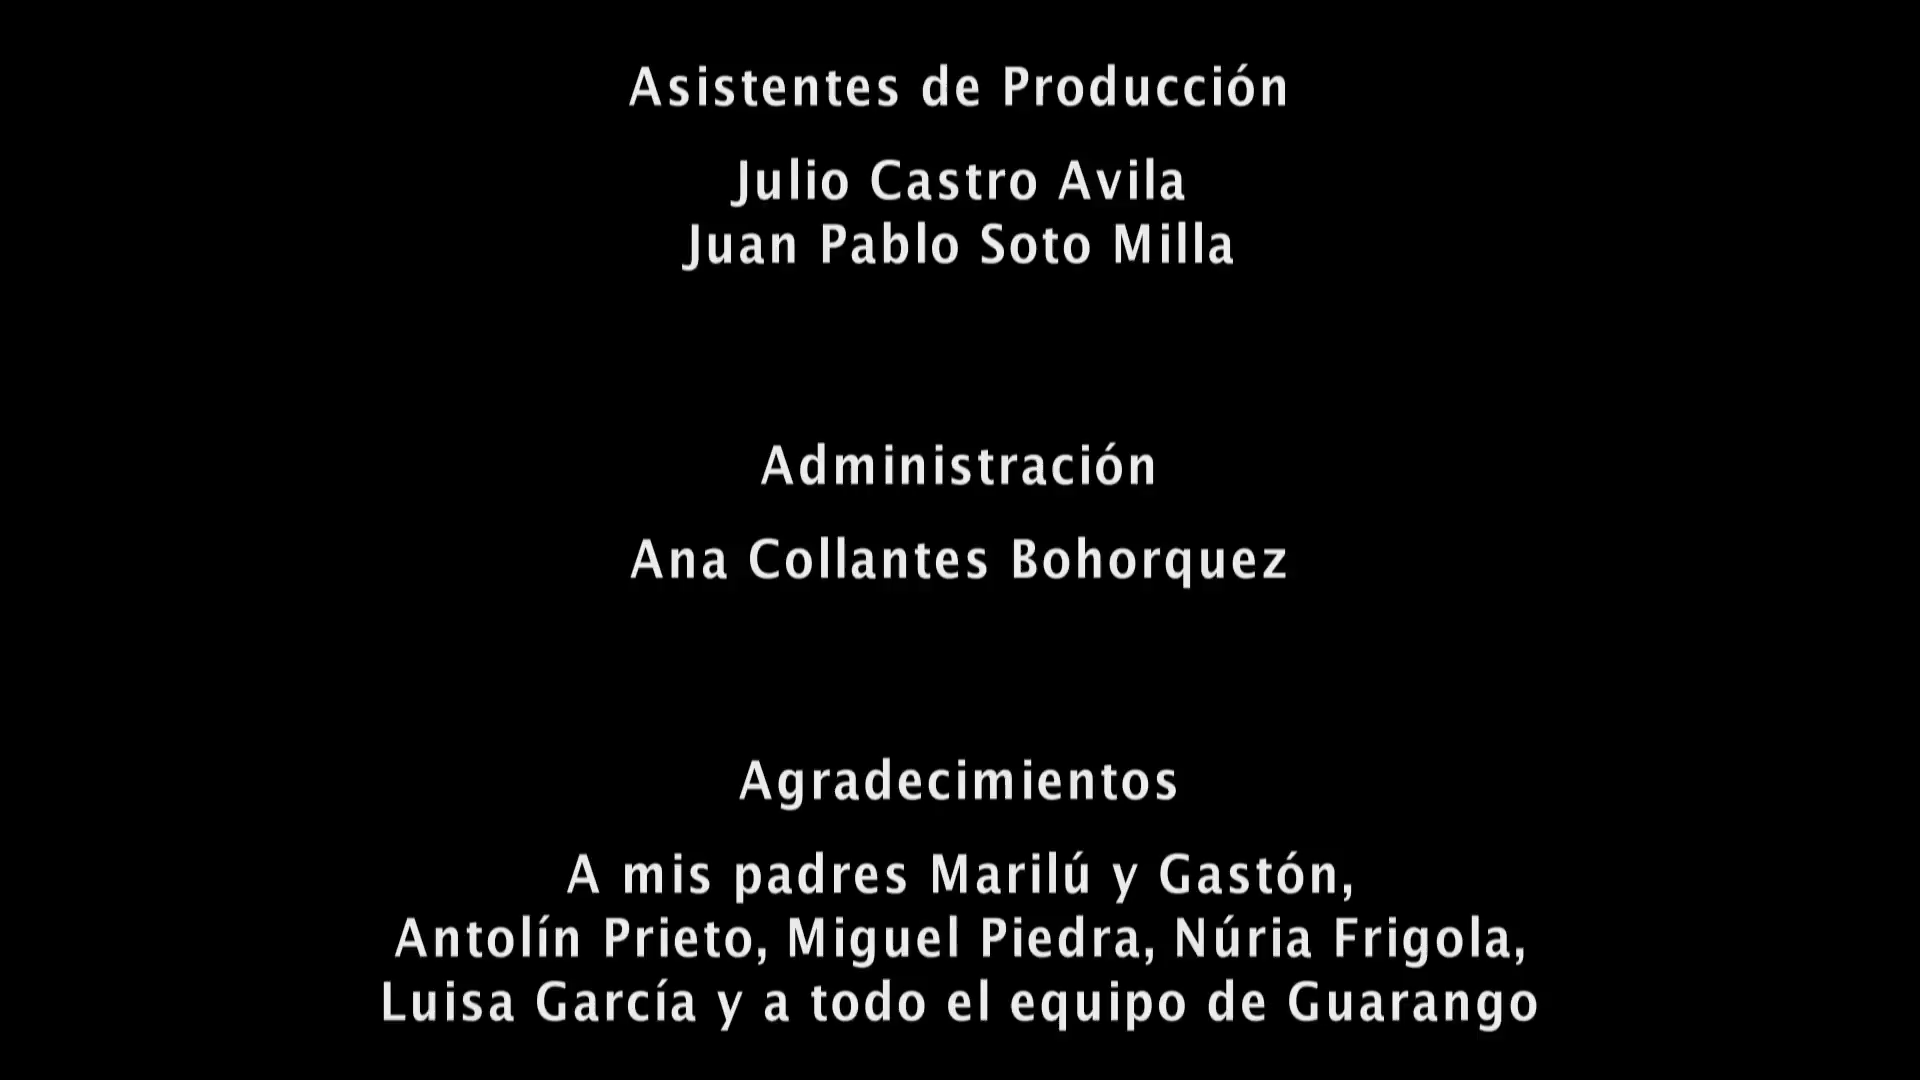 Asistentes de Producción
Julio Castro Avila
Juan Pablo Soto Milla
Administración
Ana Collantes Bohorquez
Agradecimientos
A mis padres Marilú y Gastón,
Antolín Prieto, Miguel Piedra, Núria Frigola,
Luisa García y a todo el equipo de Guarango